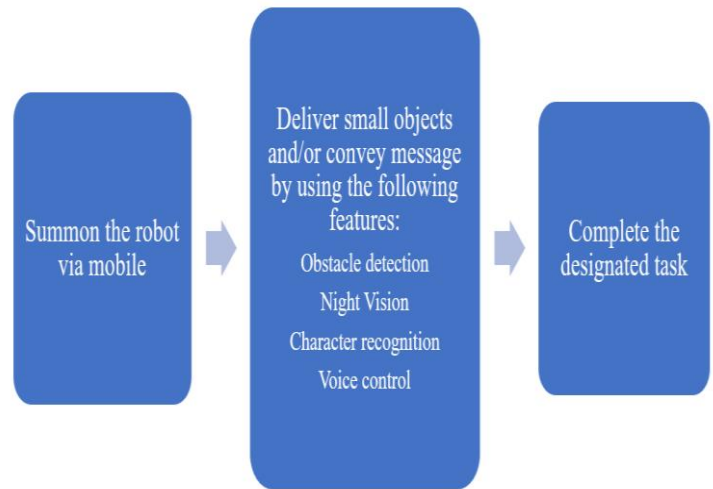 Summon the robot
via mobile
Deliver small objects
and/or convey message
by using the following
features:
Obstacle detection
Night Vision
Character recognition
Voice control
Complete the
designated task